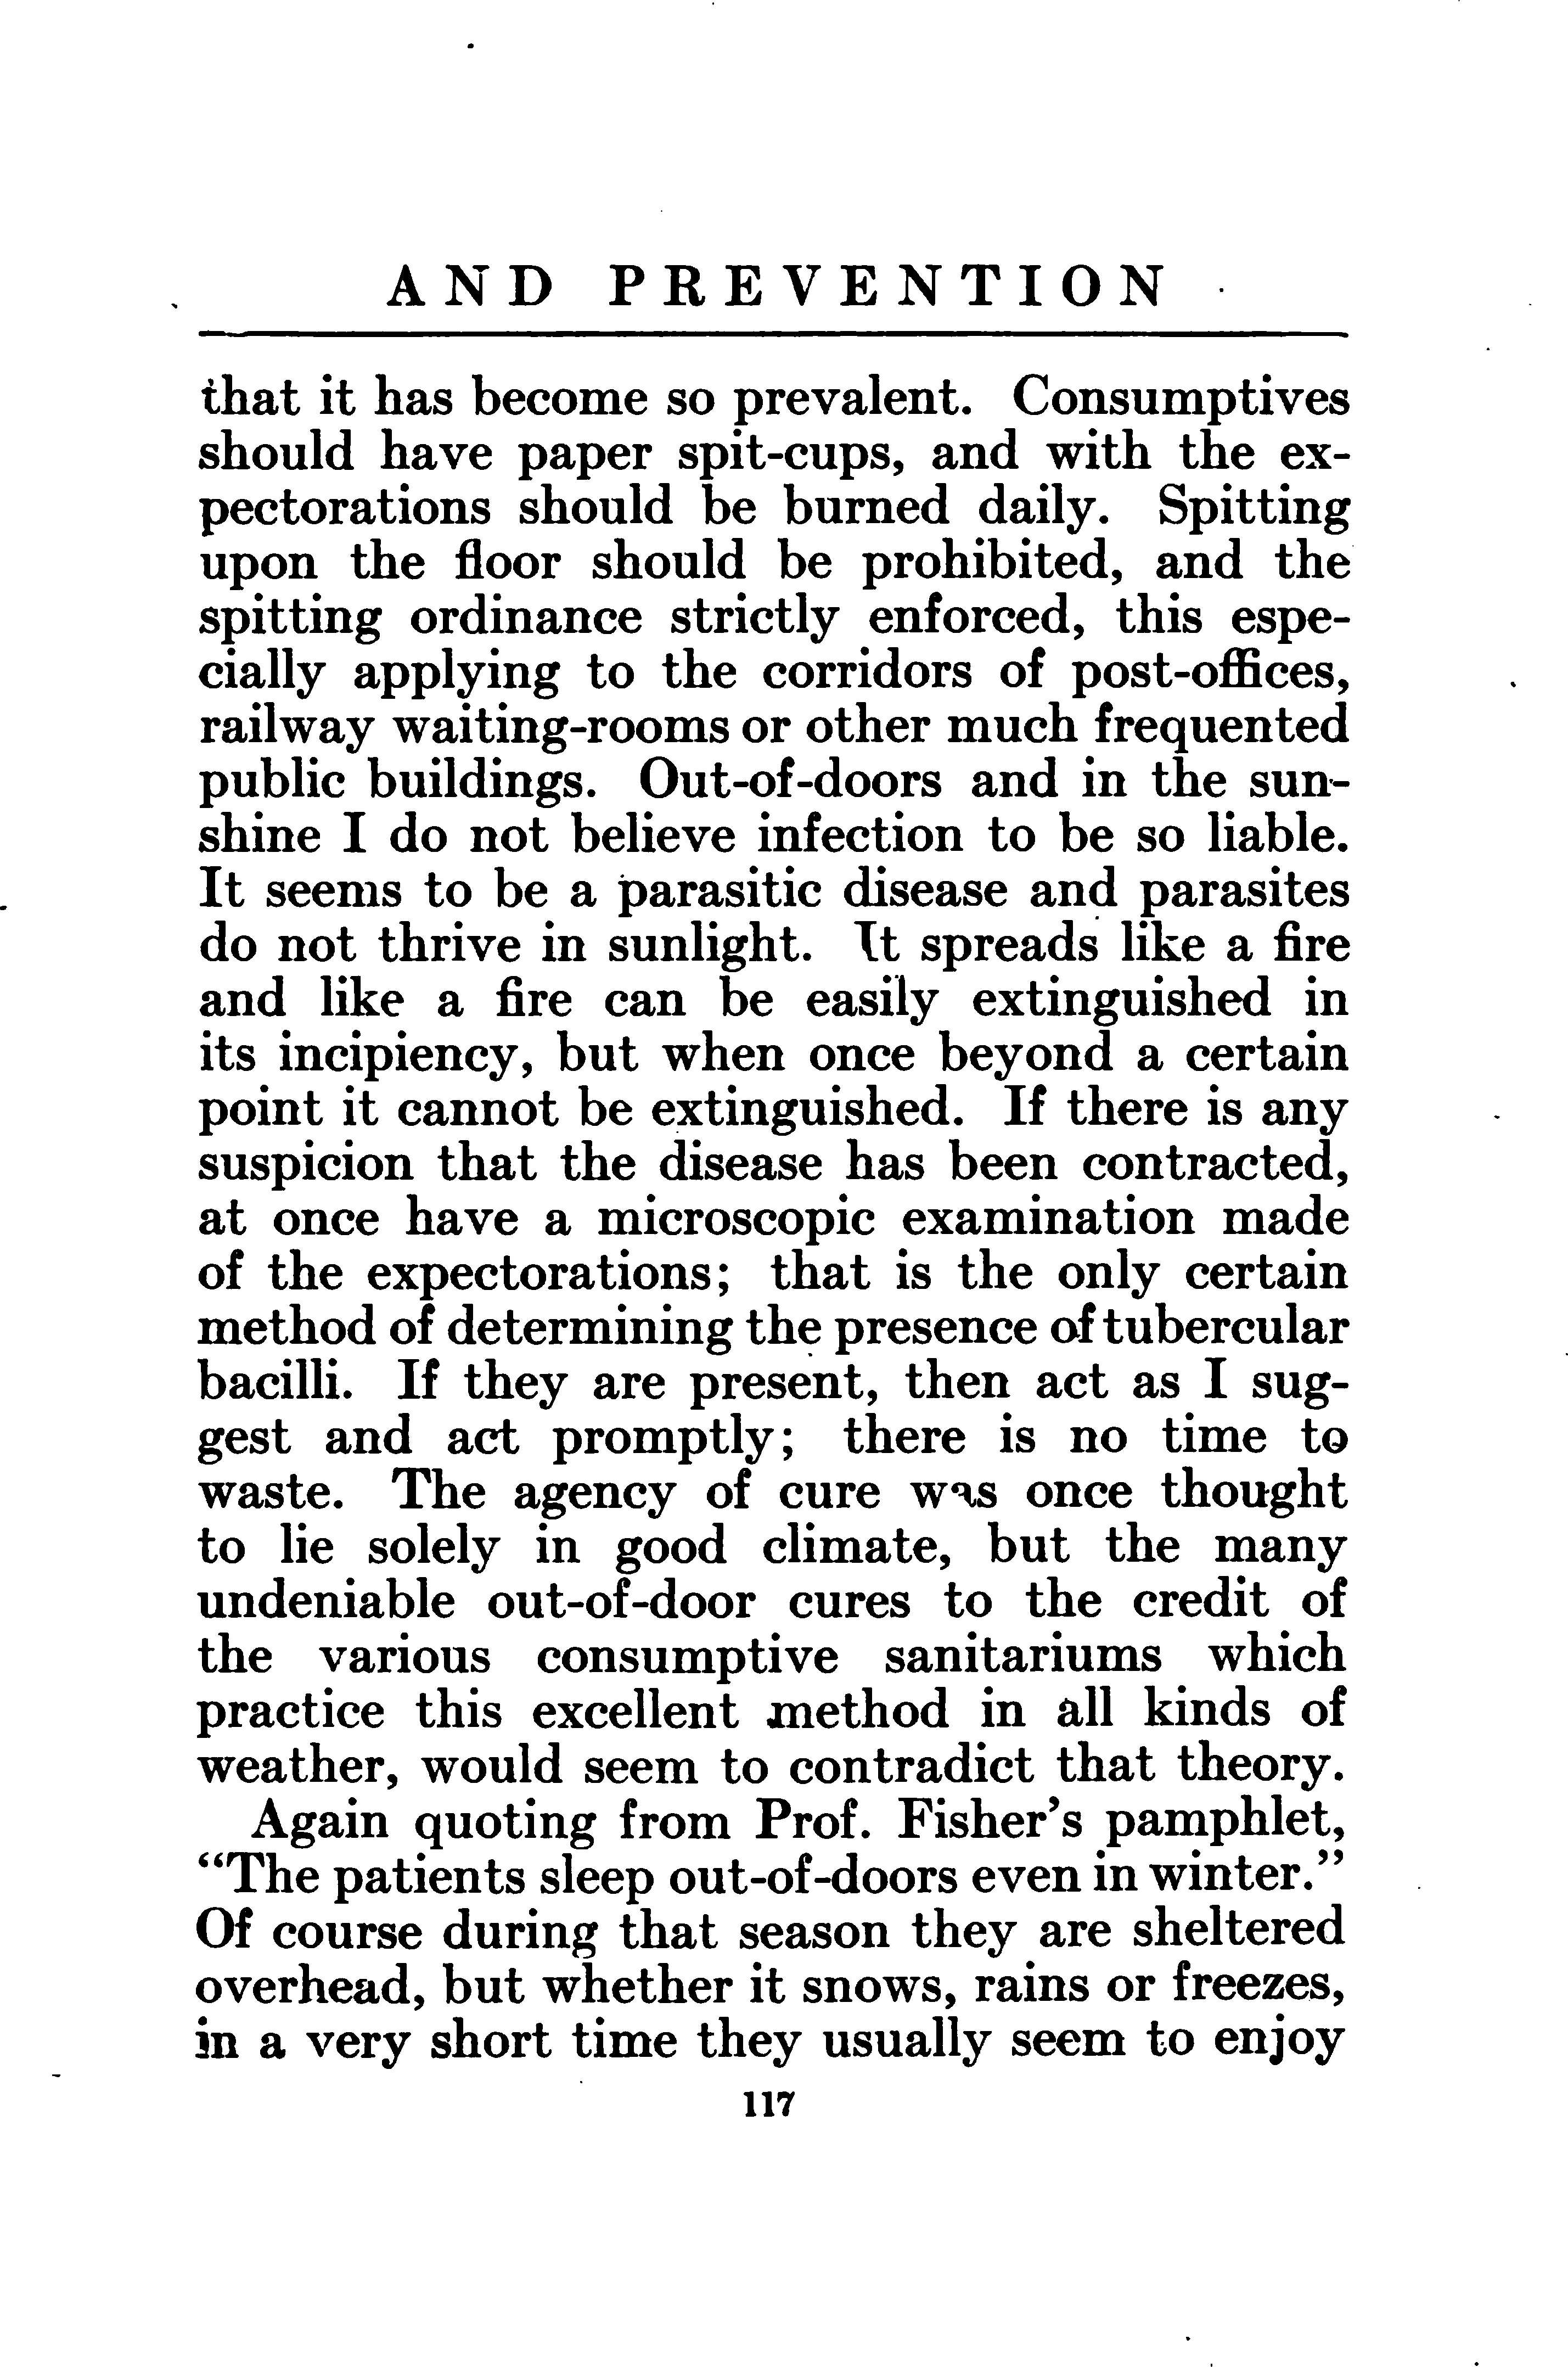 AND PREVENTION
that it has become so prevalent. Consumptives
should have paper spit-cups, and with the ex-
pectorations should be burned daily. Spitting
upon the floor should be prohibited, and the
spitting ordinance strictly enforced, this espe-
cially applying to the corridors of post-offices,
railway waiting-rooms or other much frequented
public buildings. Out-of-doors and in the sun-
shine I do not believe infection to be so liable.
It seems to be a parasitic disease and parasites
do not thrive in sunlight. It spreads like a fire
and like a fire can be easily extinguished in
its incipiency, but when once beyond a certain
point it cannot be extinguished. If there is any
suspicion that the disease has been contracted,
at once have a microscopic examination made
of the expectorations; that is the only certain
method of determining the presence of tubercular
bacilli. If they are present, then act as I sug-
gest and act promptly; there is no time to
waste. The agency of cure was once thought
to lie solely in good climate, but the many
undeniable out-of-door cures to the credit of
the various consumptive sanitariums which
practice this excellent method in all kinds of
weather, would seem to contradict that theory.
Again quoting from Prof. Fisher's pamphlet,
"The patients sleep out-of-doors even in winter."
Of course during that season they are sheltered
overhead, but whether it snows, rains or freezes,
in a very short time they usually seem to enjoy
117